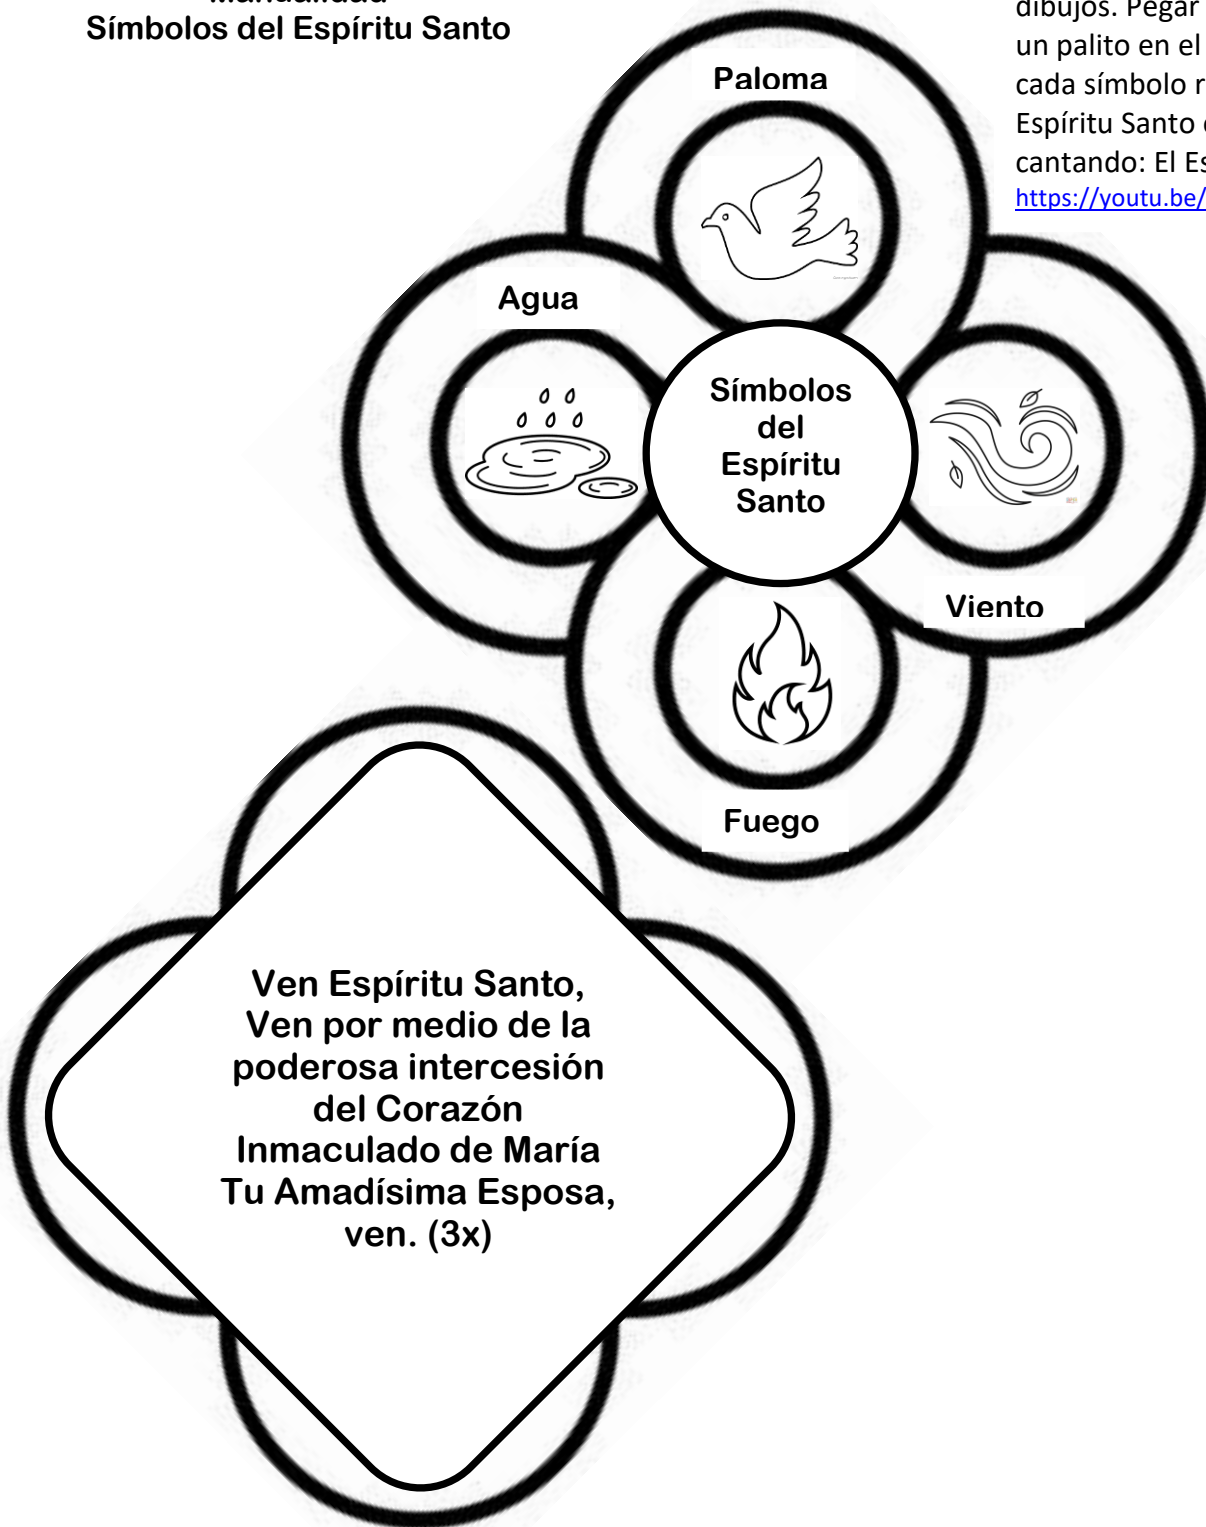 Símbolos del Espíritu Santo
dibujos. Pegar
un palito en el
cada símbolo
Espíritu Santo
cantando: El
https://youtu.be/
Paloma
Agua
Símbolos
del
Espíritu
Santo
Viento
Fuego
Ven Espíritu Santo,
Ven por medio de la
poderosa intercesión
del Corazón
Inmaculado de María
Tu Amadísima Esposa,
ven. (3x)